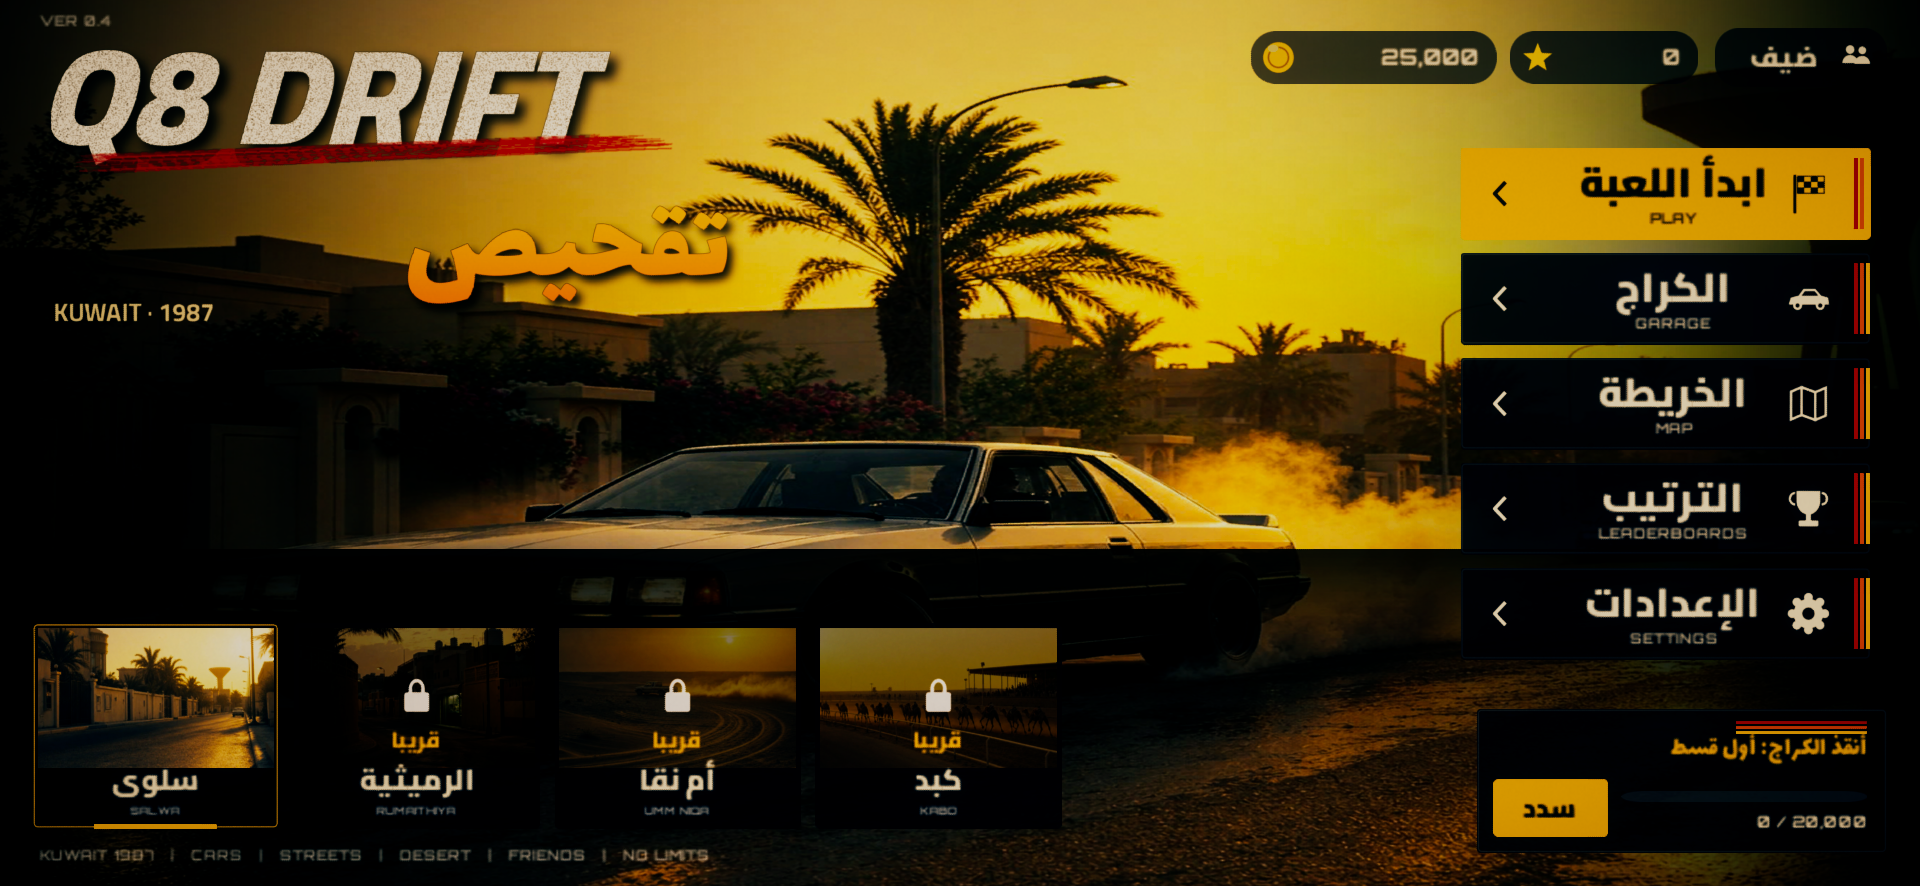 VER 0.4
Q8 DRIFT
تفحيص
KUWAIT · 1987
25,000
0
ضيف
ابدأ اللعبة
PLAY
الكراج
GARAGE
الخريطة
MAP
الترتيب
LEADERBOARDS
الإعدادات
SETTINGS
قريبا
قريبا
قريبا
سلوى
SALWA
الرميثية
RUMAITHIYA
أم نقا
UMM NIQA
كبد
KABD
أنقذ الكراج: أول قسط
سدد
0 / 20,000
KUWAIT 1987 | CARS | STREETS | DESERT | FRIENDS | NO LIMITS